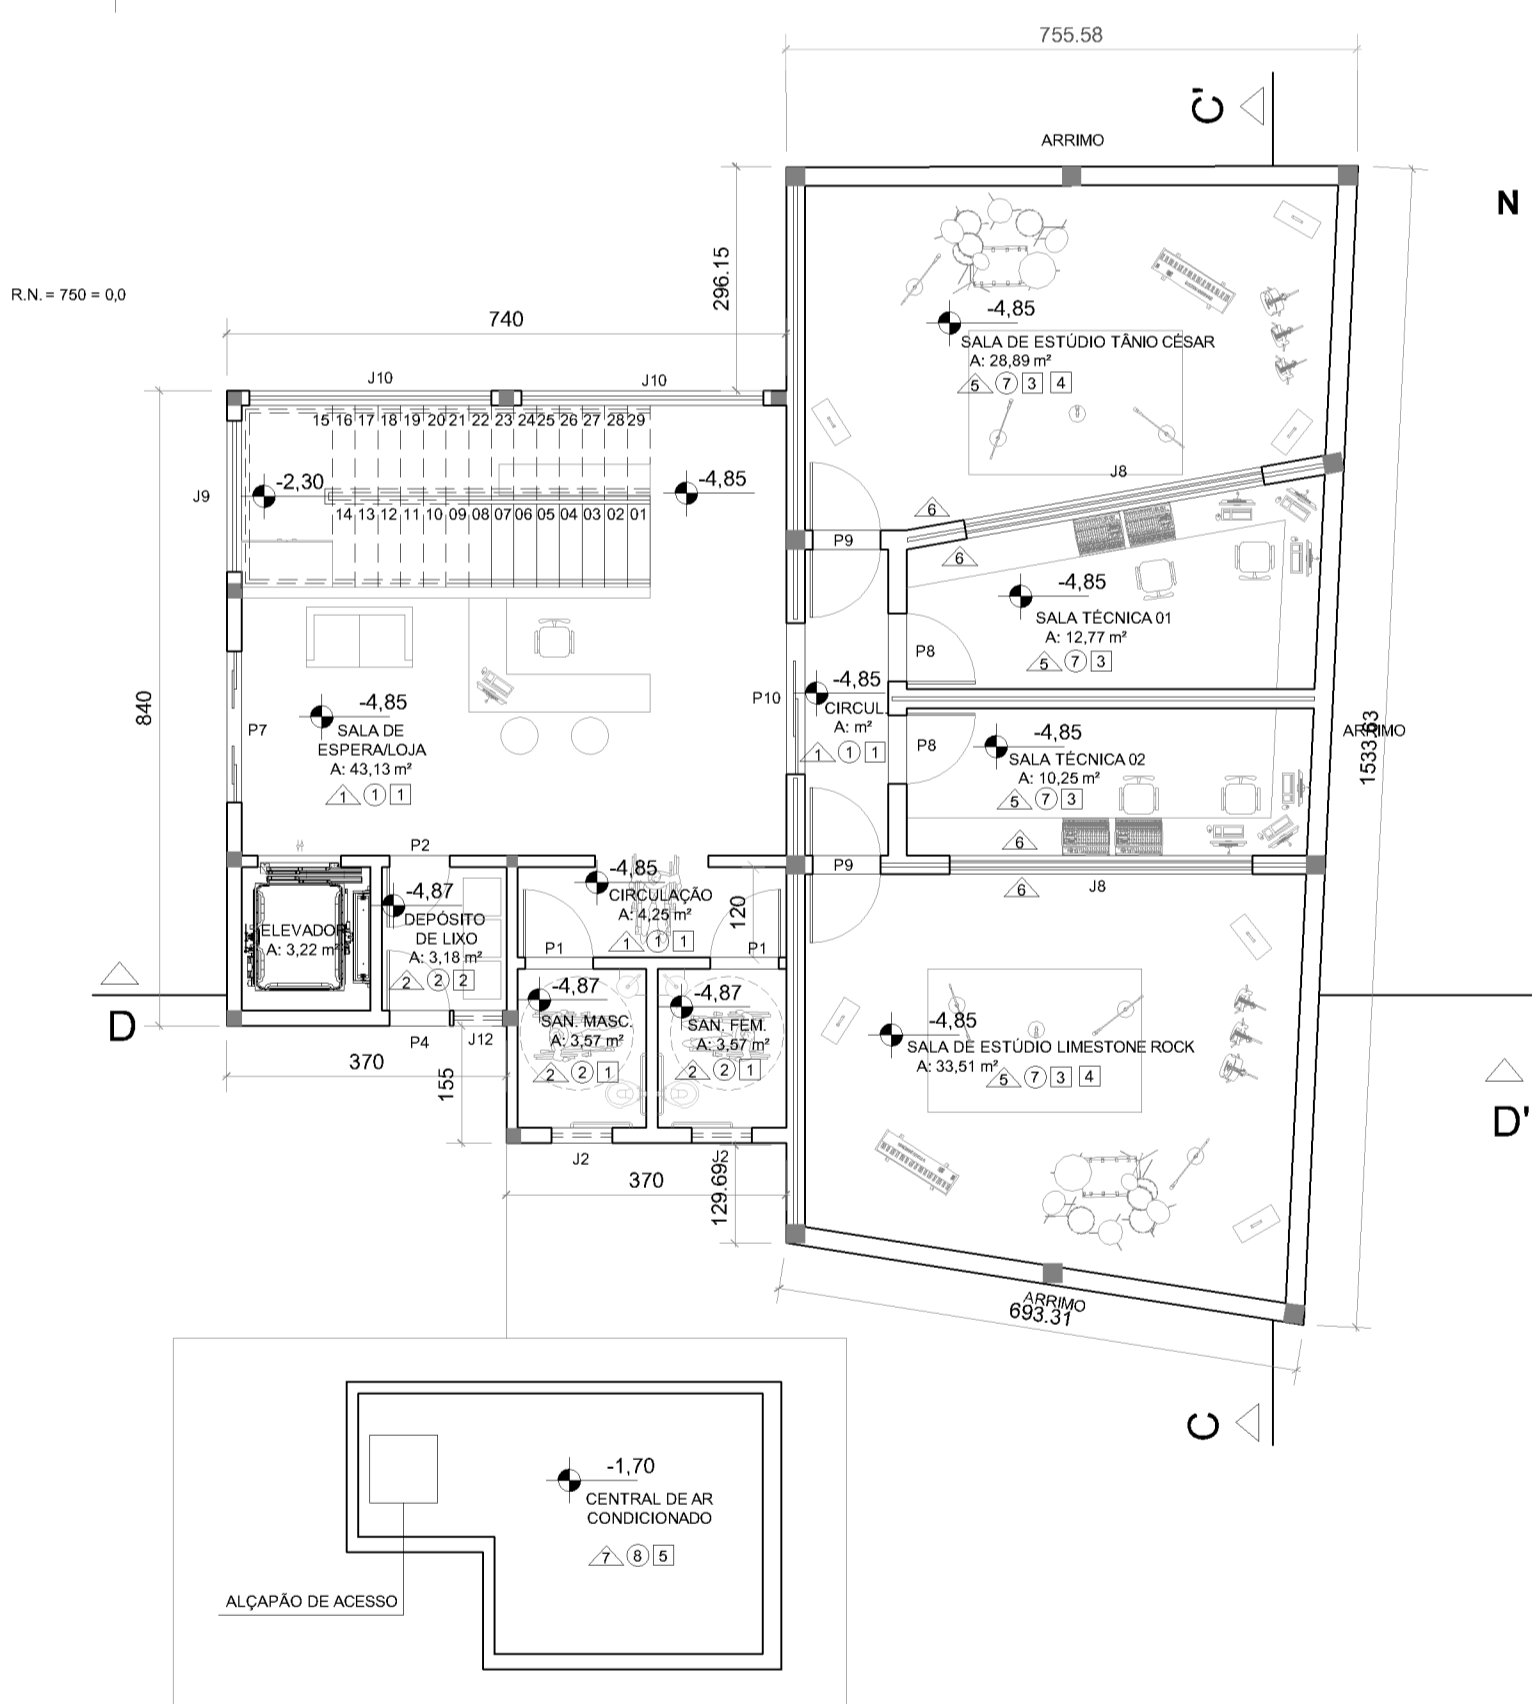 755.58
C'
ARRIMO
N
296.15
R.N. = 750 = 0,0
740
-4,85
SALA DE ESTÚDIO TÂNIO CÉSAR
A: 28,89 m²
5 7 3 4
J10
J10
15 16 17 18 19 20 21 22 23 24 25 26 27 28 29
J8
J9
-2,30
-4,85
6
14 13 12 11 10 09 08 07 06 05 04 03 02 01
P9
6
-4,85
SALA TÉCNICA 01
A: 12,77 m²
5 7 3
P8
840
-4,85
SALA DE
ESPERA/LOJA
A: 43,13 m²
1 1 1
P7
P10
-4,85
CIRCUL.
A: m²
1 1 1
P8
-4,85
SALA TÉCNICA 02
A: 10,25 m²
5 7 3
ARRIMO
1533.63
6
P2
P9
J8
6
-4,85
CIRCULAÇÃO
A: 4,25 m²
1 1 1
120
-4,87
DEPÓSITO
DE LIXO
A: 3,18 m²
2 2 2
ELEVADOR
A: 3,22 m²
P1
P1
D
-4,87
SAN. MASC.
A: 3,57 m²
2 2 1
-4,87
SAN. FEM.
A: 3,57 m²
2 2 1
-4,85
SALA DE ESTÚDIO LIMESTONE ROCK
A: 33,51 m²
5 7 3 4
P4
J12
370
155
D'
J2
J2
370
129.69
ARRIMO
693.31
C
-1,70
CENTRAL DE AR
CONDICIONADO
7 8 5
ALÇAPÃO DE ACESSO